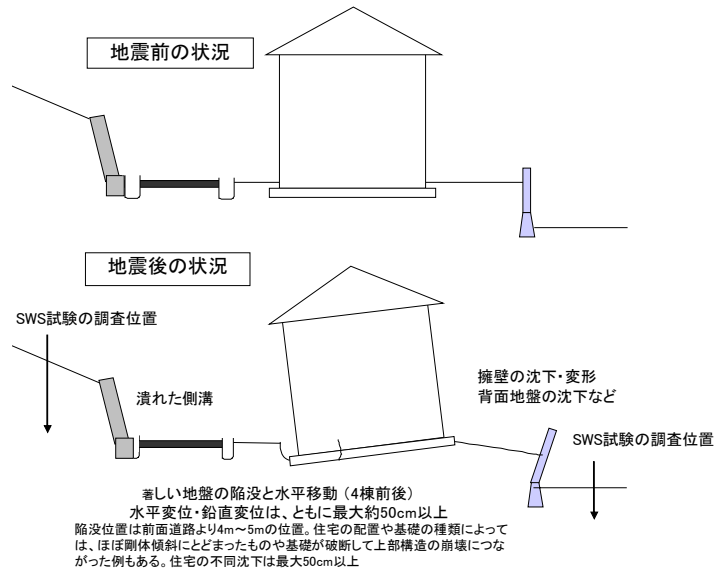 地震前の状況
地震後の状況
SWS試験の調査位置
潰れた側溝
擁壁の沈下・変形
背面地盤の沈下など
SWS試験の調査位置
著しい地盤の陥没と水平移動（4棟前後）
水平変位・鉛直変位は、ともに最大約50cm以上
陥没位置は前面道路より4m～5mの位置。住宅の配置や基礎の種類によって
は、ほぼ剛体傾斜にとどまったものや基礎が破断して上部構造の崩壊につな
がった例もある。住宅の不同沈下は最大50cm以上